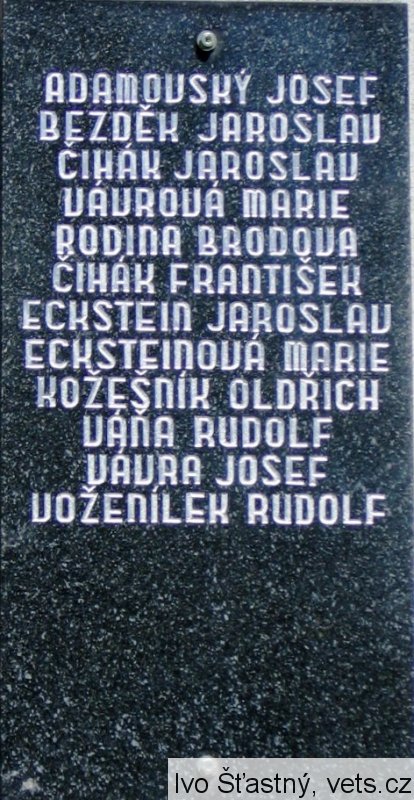 ADAMOVSKÝ JOSEF
BEZDĚK JAROSLAV
ČIHÁK JAROSLAV
VÁVROVÁ MARIE
RODINA BRODOVA
ČIHÁK FRANTIŠEK
ECKSTEIN JAROSLAV
ECKSTEINOVÁ MARIE
KOŽEŠNÍK OLDŘICH
VÁŇA RUDOLF
VÁVRA JOSEF
VOŽENÍLEK RUDOLF
Ivo Šťastný, vets.cz